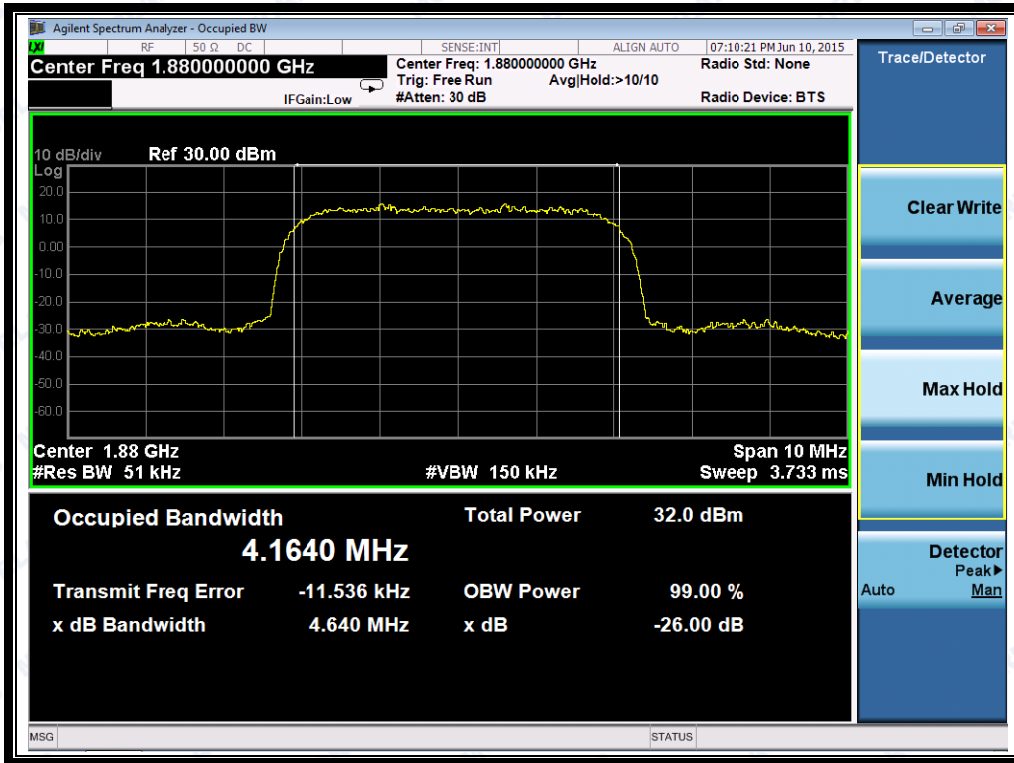 Agilent Spectrum Analyzer - Occupied BW
LXI RF 50 Ω DC SENSE:INT ALIGN AUTO 07:10:21 PM Jun 10, 2015
Center Freq 1.880000000 GHz
Center Freq: 1.880000000 GHz
Radio Std: None
Trig: Free Run Avg|Hold:>10/10
IFGain:Low #Atten: 30 dB Radio Device: BTS
10 dB/div Ref 30.00 dBm
Log
20.0
10.0
0.00
-10.0
-20.0
-30.0
-40.0
-50.0
-60.0
Center 1.88 GHz Span 10 MHz
#Res BW 51 kHz #VBW 150 kHz Sweep 3.733 ms
Occupied Bandwidth Total Power 32.0 dBm
4.1640 MHz
Transmit Freq Error -11.536 kHz OBW Power 99.00 %
x dB Bandwidth 4.640 MHz x dB -26.00 dB
MSG STATUS
Trace/Detector
Clear Write
Average
Max Hold
Min Hold
Detector
Peak▶
Auto Man